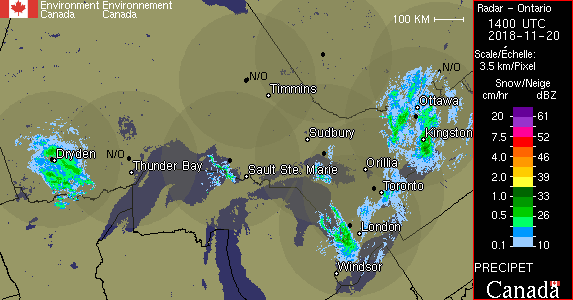 Environment Environnement
Canada Canada
100 KM
N/O
N/O
Timmins
Ottawa
Sudbury
Kingston
Dryden
N/O
Thunder Bay
Sault Ste. Marie
Orillia
Toronto
London
Windsor
Radar - Ontario
1400 UTC
2018-11-20
Scale/Échelle:
3.5 km/Pixel
Snow/Neige
cm/hr dBZ
20 61
7.5 52
4.0 46
2.0 39
1.0 33
0.5 26
0.1 10
PRECIPET
Canada